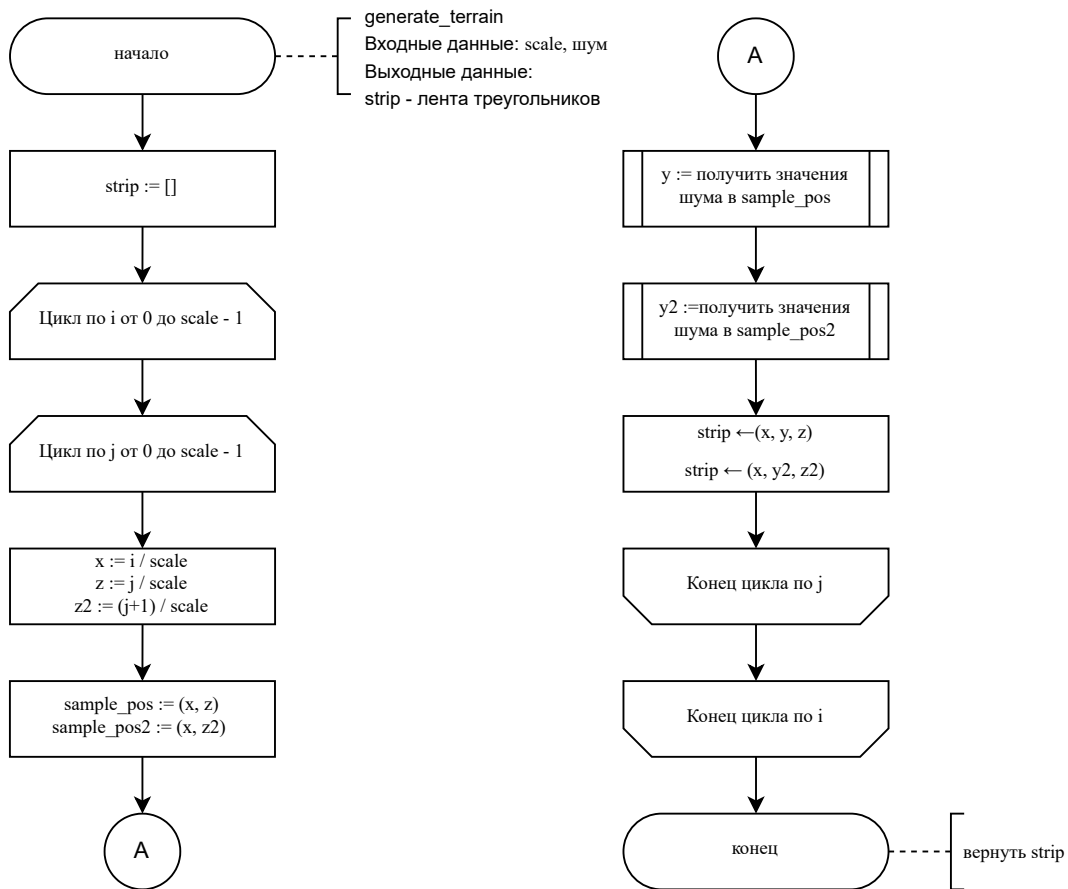 начало
generate_terrain
Входные данные: scale, шум
Выходные данные:
strip - лента треугольников
strip := []
Цикл по i от 0 до scale - 1
Цикл по j от 0 до scale - 1
x := i / scale
z := j / scale
z2 := (j+1) / scale
sample_pos := (x, z)
sample_pos2 := (x, z2)
A
A
y := получить значения
шума в sample_pos
y2 :=получить значения
шума в sample_pos2
strip ←(x, y, z)
strip ← (x, y2, z2)
Конец цикла по j
Конец цикла по i
конец
вернуть strip